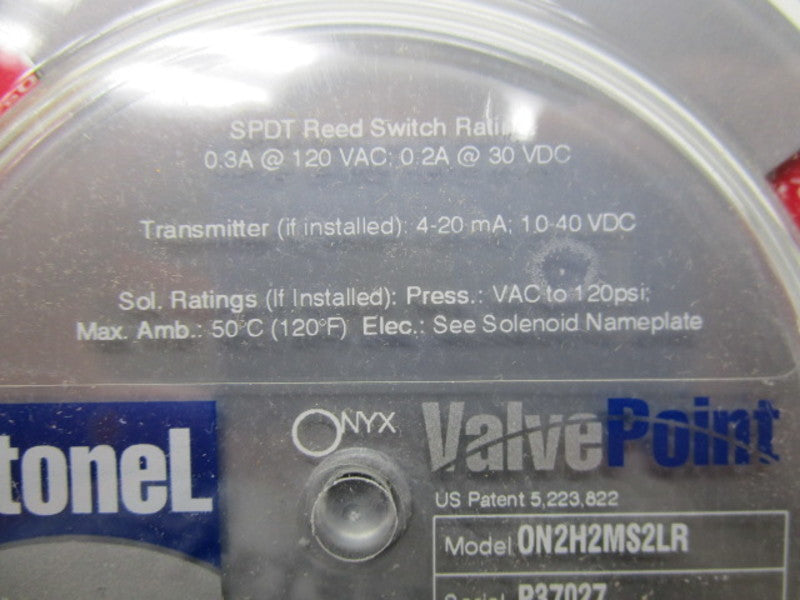 SPDT Reed Switch Rating
0.3A @ 120 VAC; 0.2A @ 30 VDC
Transmitter (if installed): 4-20 mA; 10-40 VDC
Sol. Ratings (If Installed): Press.: VAC to 120psi;
Max. Amb.: 50°C (120°F) Elec.: See Solenoid Nameplate
toneL
ONYX
ValvePoint
US Patent 5,223,822
Model ON2H2MS2LR
Serial P37027